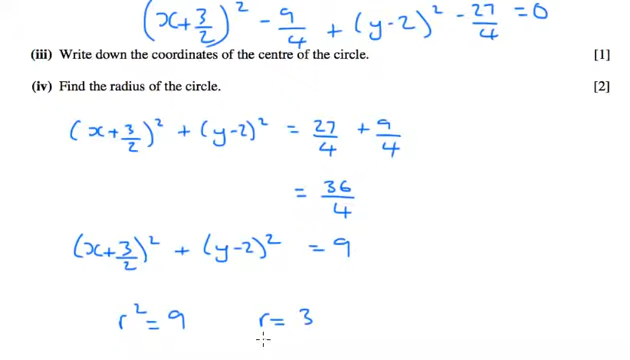 (x+3/2)² - 9/4 + (y-2)² - 27/4 = 0
(iii) Write down the coordinates of the centre of the circle. [1]
(iv) Find the radius of the circle. [2]
(x+3/2)² + (y-2)² = 27/4 + 9/4
= 36/4
(x+3/2)² + (y-2)² = 9
r² = 9 r = 3